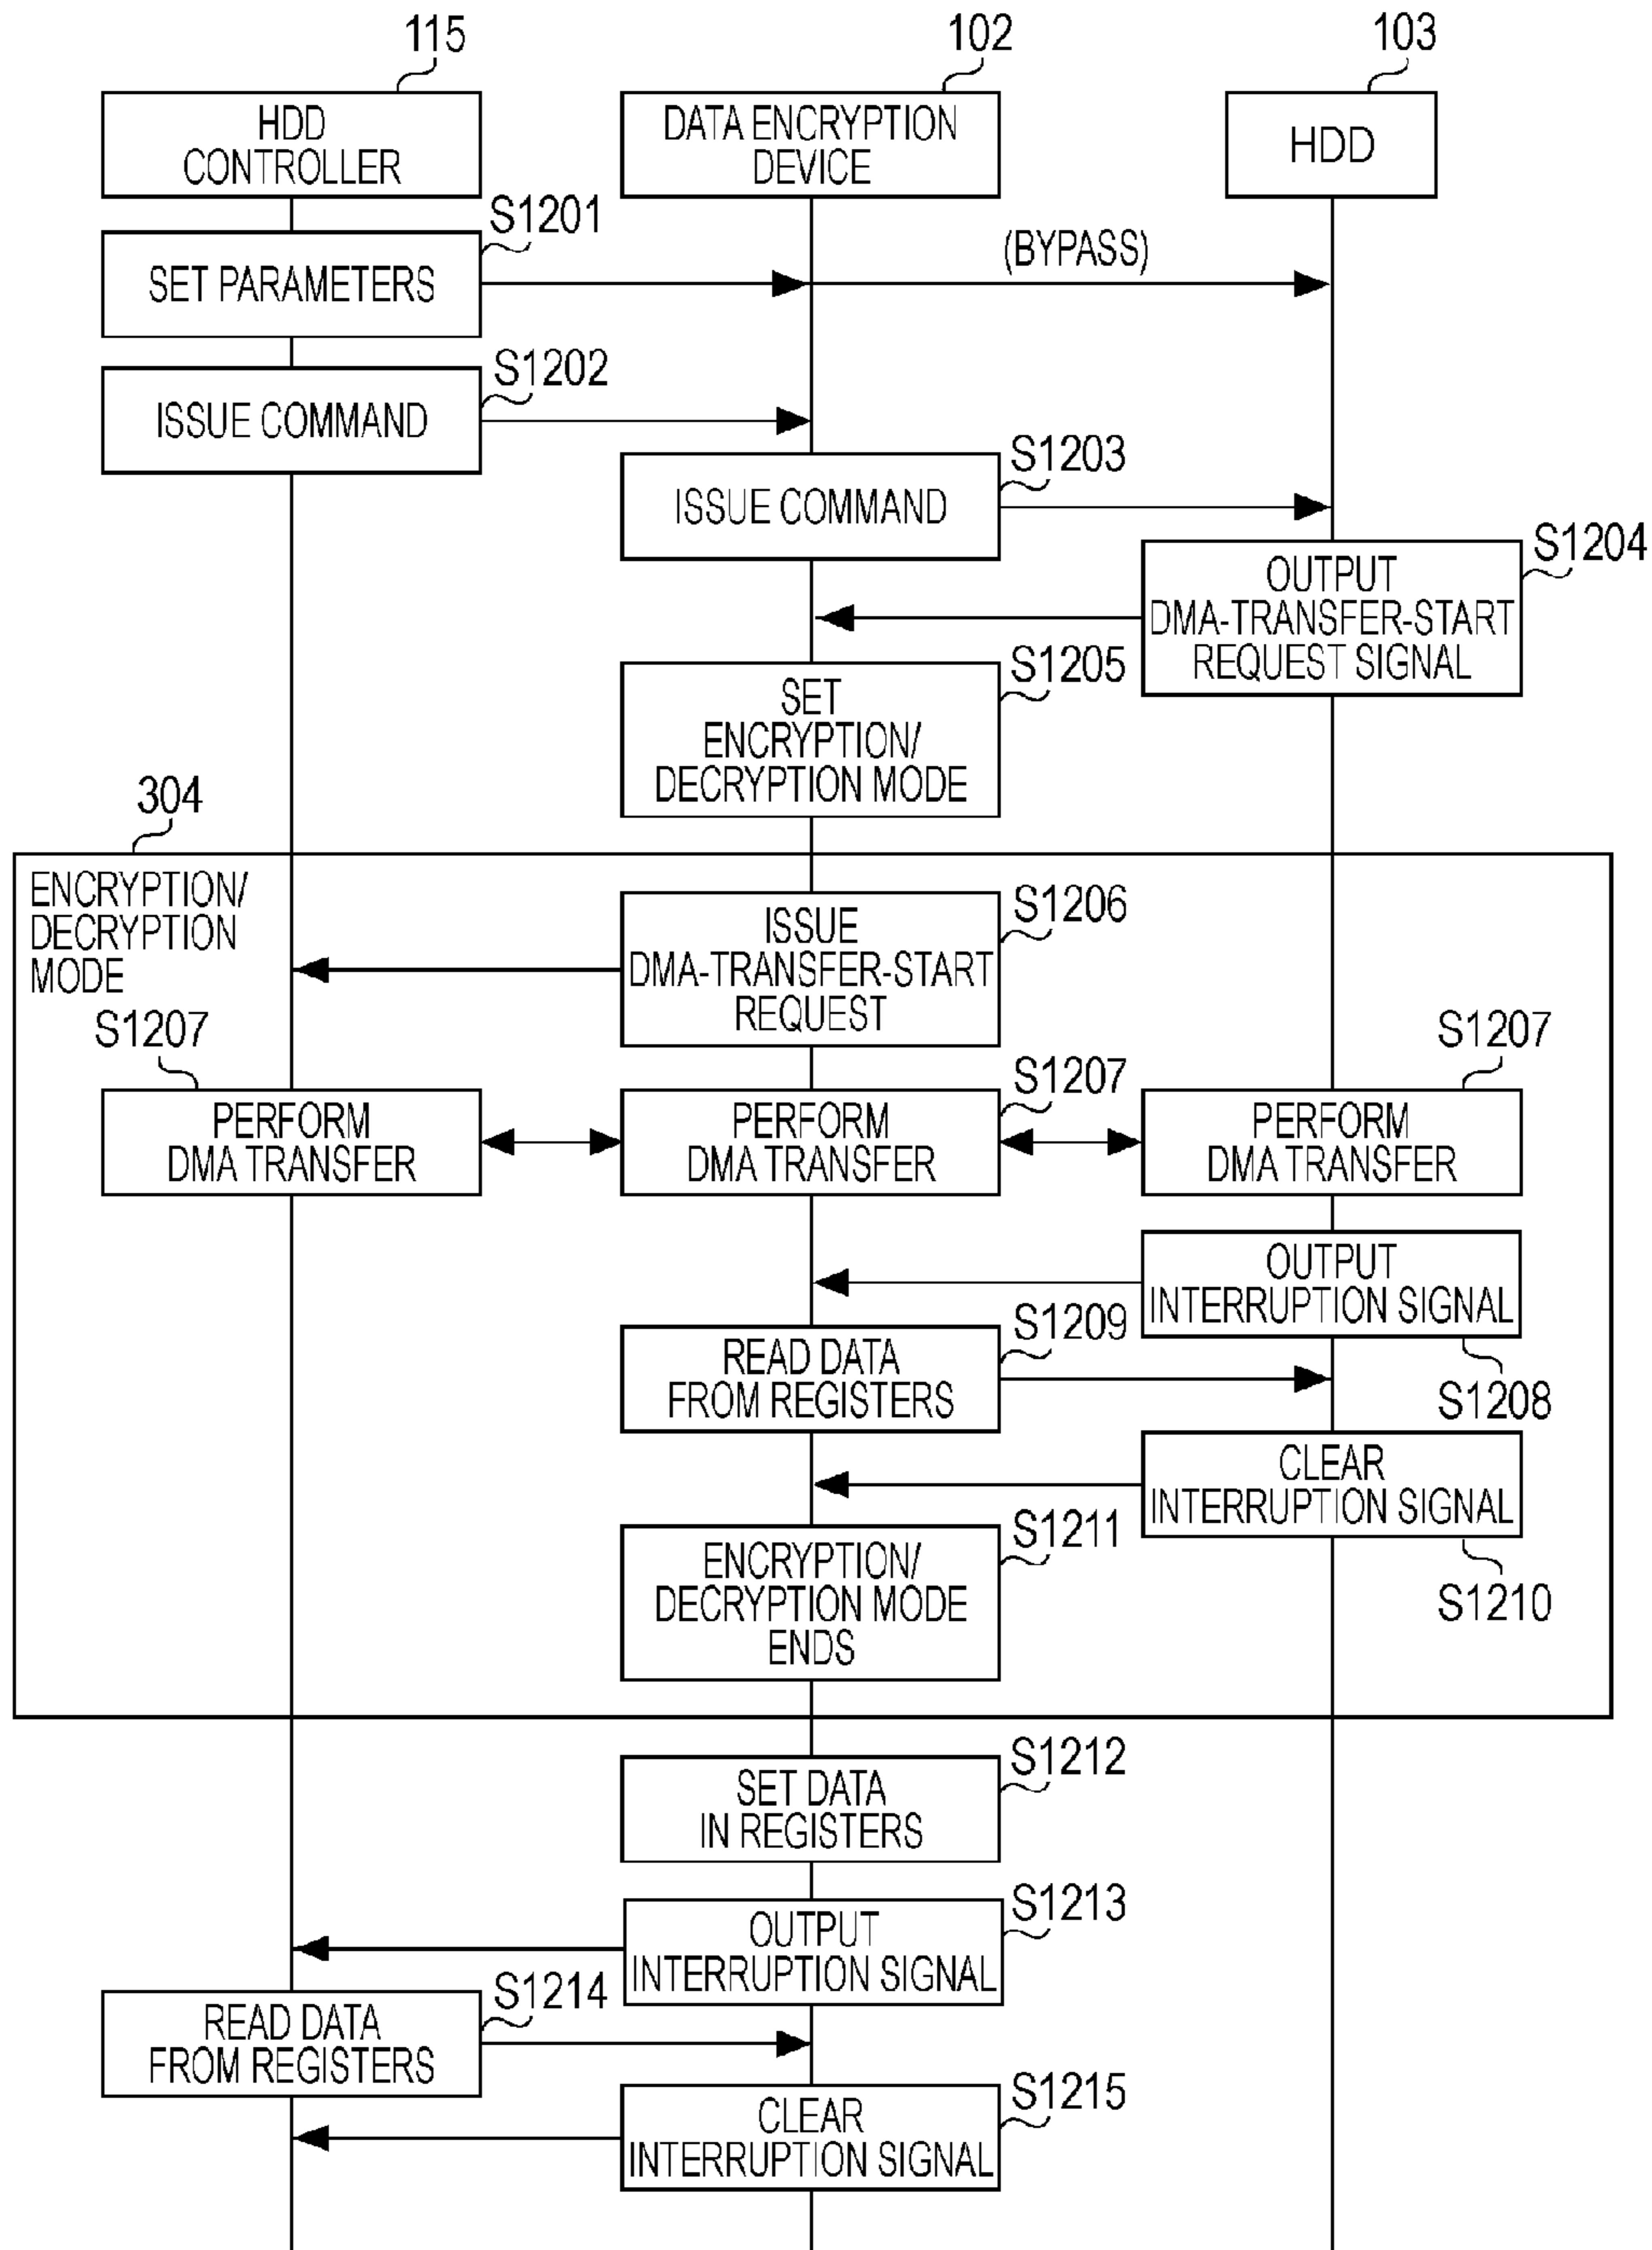 115
102
103
HDD
CONTROLLER
DATA ENCRYPTION
DEVICE
HDD
S1201
SET PARAMETERS
(BYPASS)
S1202
ISSUE COMMAND
S1203
ISSUE COMMAND
S1204
OUTPUT
DMA-TRANSFER-START
REQUEST SIGNAL
S1205
SET
ENCRYPTION/
DECRYPTION MODE
304
ENCRYPTION/
DECRYPTION
MODE
S1206
ISSUE
DMA-TRANSFER-START
REQUEST
S1207
PERFORM
DMA TRANSFER
S1207
PERFORM
DMA TRANSFER
S1207
PERFORM
DMA TRANSFER
OUTPUT
INTERRUPTION SIGNAL
S1208
S1209
READ DATA
FROM REGISTERS
CLEAR
INTERRUPTION SIGNAL
S1210
S1211
ENCRYPTION/
DECRYPTION MODE
ENDS
S1212
SET DATA
IN REGISTERS
S1213
OUTPUT
INTERRUPTION SIGNAL
S1214
READ DATA
FROM REGISTERS
S1215
CLEAR
INTERRUPTION SIGNAL